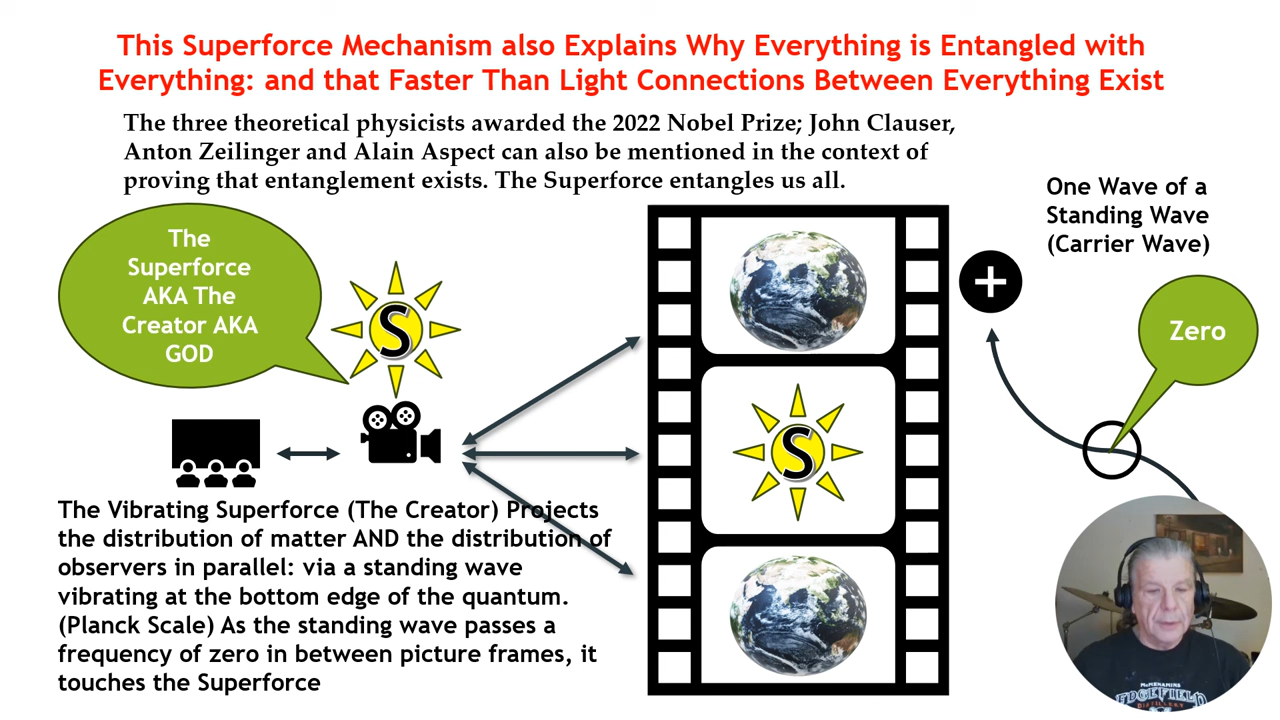 This Superforce Mechanism also Explains Why Everything is Entangled with
Everything: and that Faster Than Light Connections Between Everything Exist
The three theoretical physicists awarded the 2022 Nobel Prize; John Clauser,
Anton Zeilinger and Alain Aspect can also be mentioned in the context of
proving that entanglement exists. The Superforce entangles us all.
One Wave of a
Standing Wave
(Carrier Wave)
The
Superforce
AKA The
Creator AKA
GOD
S
Zero
S
The Vibrating Superforce (The Creator) Projects
the distribution of matter AND the distribution of
observers in parallel: via a standing wave
vibrating at the bottom edge of the quantum.
(Planck Scale) As the standing wave passes a
frequency of zero in between picture frames, it
touches the Superforce
McMENAMINS
EDGEFIELD
DISTILLERY